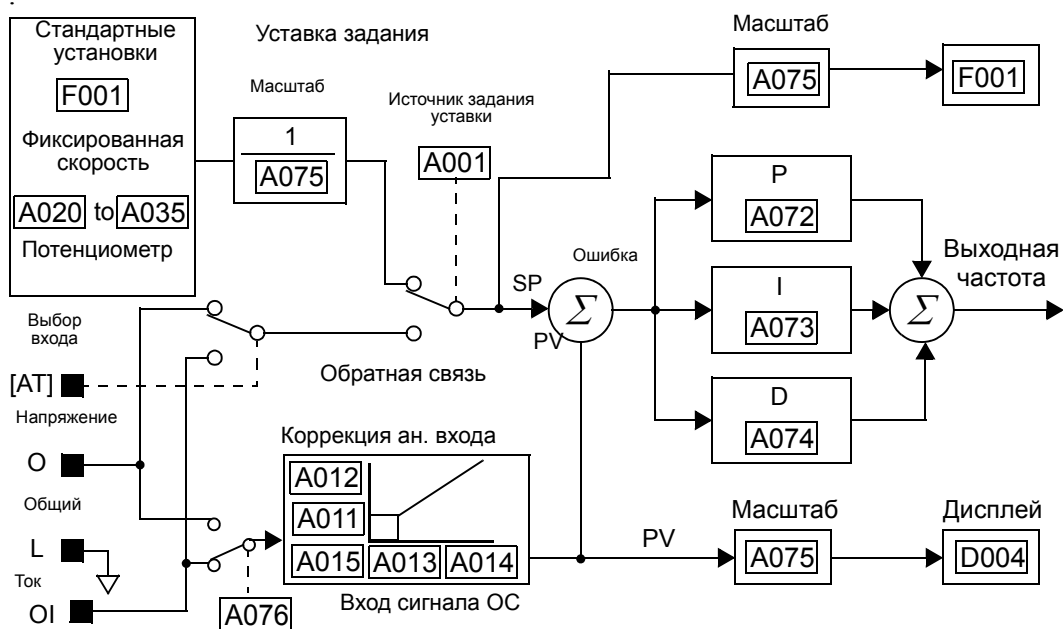 Стандартные
установки
F001
Фиксированная
скорость
A020 to A035
Потенциометр
Уставка задания
Масштаб
1
A075
Источник задания
уставки
A001
Масштаб
A075
F001
P
A072
I
A073
D
A074
Ошибка
SP
Σ
PV
Σ
Выходная
частота
Выбор
входа
[AT]
Напряжение
O
Общий
L
Ток
OI
Обратная связь
Коррекция ан. входа
A012
A011
A015 A013 A014
Вход сигнала ОС
A076
PV
Масштаб
A075
Дисплей
D004